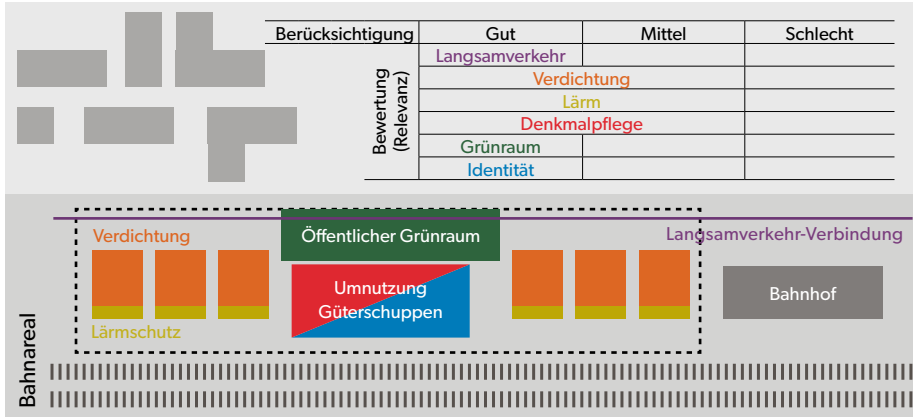 Berücksichtigung Gut Mittel Schlecht
Bewertung
(Relevanz)
Langsamverkehr
Verdichtung
Lärm
Denkmalpflege
Grünraum
Identität
Verdichtung
Öffentlicher Grünraum
Langsamverkehr-Verbindung
Umnutzung
Güterschuppen
Bahnhof
Lärmschutz
Bahnareal